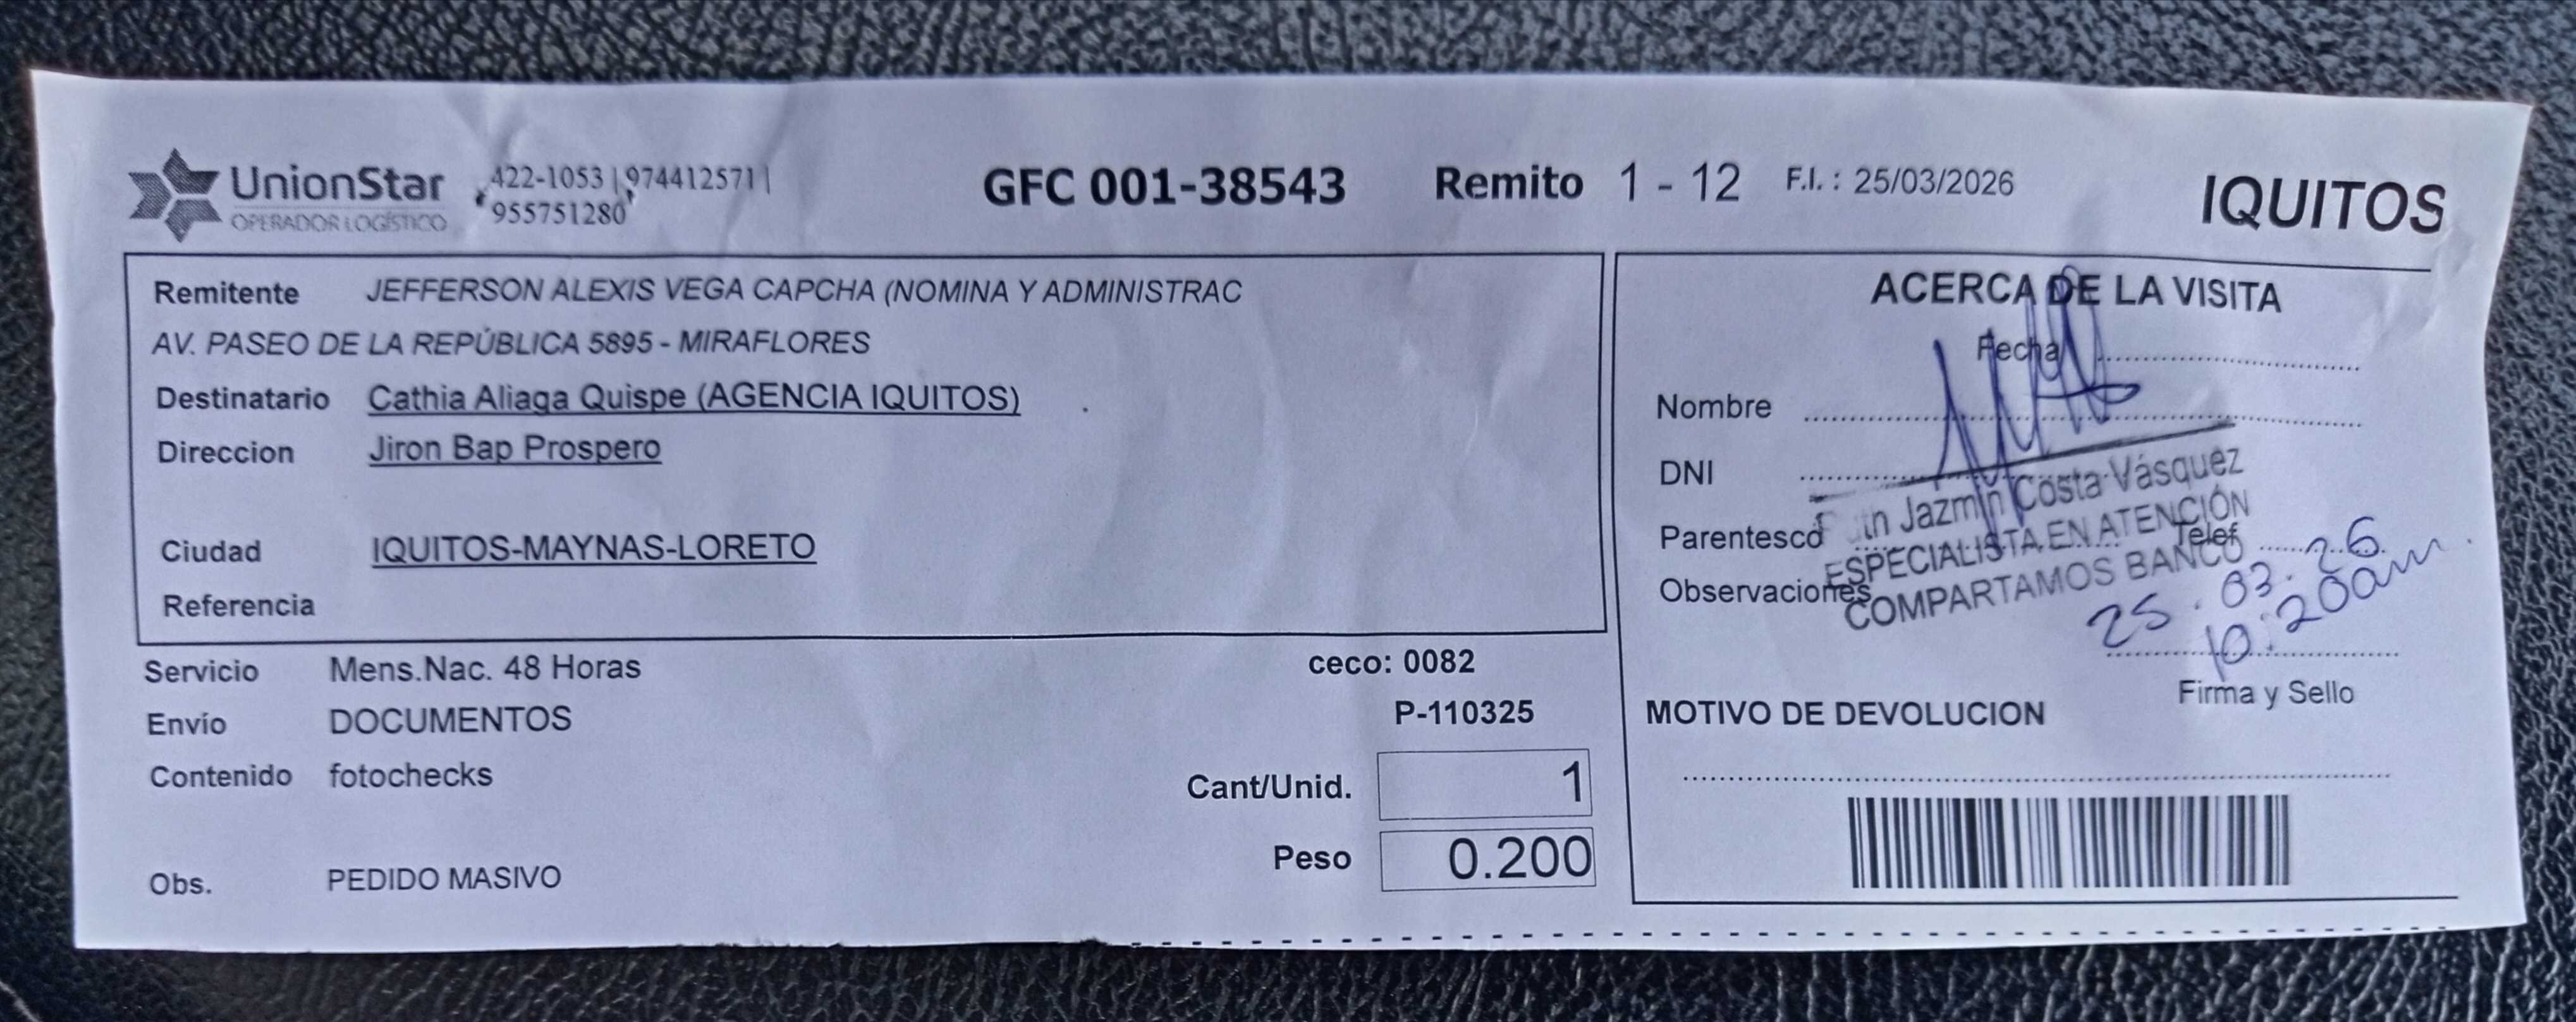 UnionStar
OPERADOR LOGÍSTICO
422-1053 | 974412571 |
955751280
GFC 001-38543
Remito 1 - 12
F.I. : 25/03/2026
IQUITOS
Remitente JEFFERSON ALEXIS VEGA CAPCHA (NOMINA Y ADMINISTRAC
AV. PASEO DE LA REPÚBLICA 5895 - MIRAFLORES
Destinatario Cathia Aliaga Quispe (AGENCIA IQUITOS)
Direccion Jiron Bap Prospero
Ciudad IQUITOS-MAYNAS-LORETO
Referencia
Servicio Mens.Nac. 48 Horas
Envío DOCUMENTOS
Contenido fotochecks
Obs. PEDIDO MASIVO
ceco: 0082
P-110325
Cant/Unid. 1
Peso 0.200
ACERCA DE LA VISITA
Fecha
Nombre
DNI
Parentesco
Telef
Observaciones
Jazmin Costa Vásquez
ESPECIALISTA EN ATENCIÓN
COMPARTAMOS BANCO
25.03.26
10:20am
Firma y Sello
MOTIVO DE DEVOLUCION